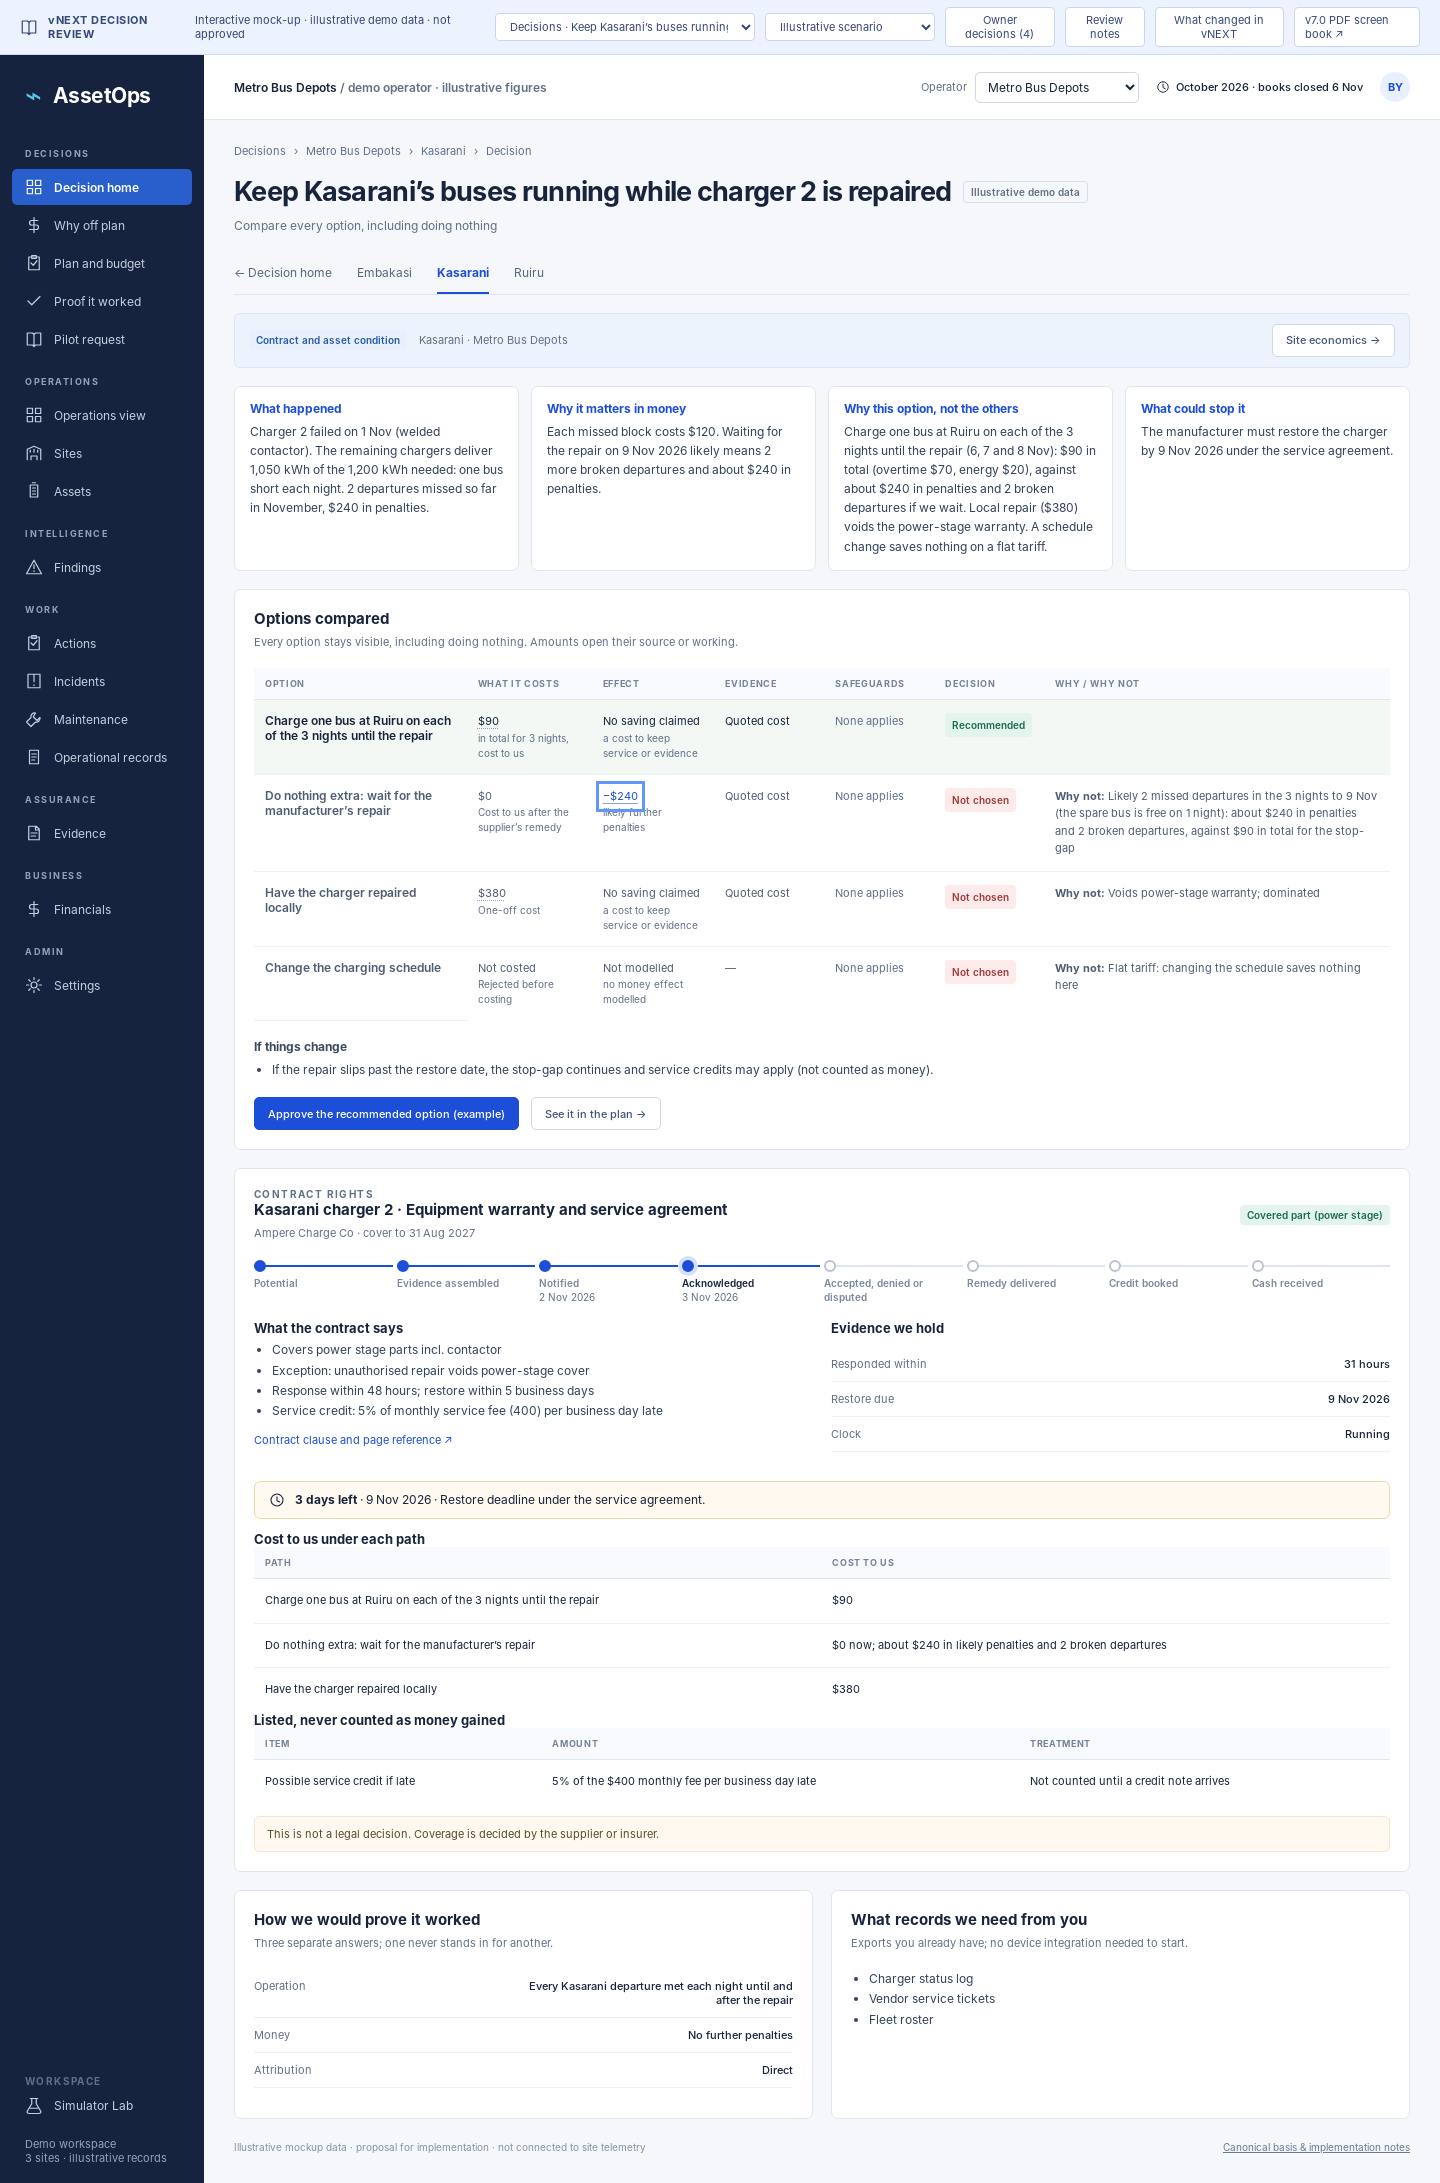 vNEXT DECISION
REVIEW
Interactive mock-up · illustrative demo data · not
approved
Decisions · Keep Kasarani's buses running
Illustrative scenario
Owner
decisions (4)
Review
notes
What changed in
vNEXT
v7.0 PDF screen
book ↗
AssetOps
DECISIONS
Decision home
Why off plan
Plan and budget
Proof it worked
Pilot request
OPERATIONS
Operations view
Sites
Assets
INTELLIGENCE
Findings
WORK
Actions
Incidents
Maintenance
Operational records
ASSURANCE
Evidence
BUSINESS
Financials
ADMIN
Settings
WORKSPACE
Simulator Lab
Demo workspace
3 sites · illustrative records
Metro Bus Depots / demo operator · illustrative figures
Operator
Metro Bus Depots
October 2026 · books closed 6 Nov
BY
Decisions › Metro Bus Depots › Kasarani › Decision
Keep Kasarani’s buses running while charger 2 is repaired
Illustrative demo data
Compare every option, including doing nothing
← Decision home
Embakasi
Kasarani
Ruiru
Contract and asset condition
Kasarani · Metro Bus Depots
Site economics →
What happened
Charger 2 failed on 1 Nov (welded
contactor). The remaining chargers deliver
1,050 kWh of the 1,200 kWh needed: one bus
short each night. 2 departures missed so far
in November, $240 in penalties.
Why it matters in money
Each missed block costs $120. Waiting for
the repair on 9 Nov 2026 likely means 2
more broken departures and about $240 in
penalties.
Why this option, not the others
Charge one bus at Ruiru on each of the 3
nights until the repair (6, 7 and 8 Nov): $90 in
total (overtime $70, energy $20), against
about $240 in penalties and 2 broken
departures if we wait. Local repair ($380)
voids the power-stage warranty. A schedule
change saves nothing on a flat tariff.
What could stop it
The manufacturer must restore the charger
by 9 Nov 2026 under the service agreement.
Options compared
Every option stays visible, including doing nothing. Amounts open their source or working.
OPTION
WHAT IT COSTS
EFFECT
EVIDENCE
SAFEGUARDS
DECISION
WHY / WHY NOT
Charge one bus at Ruiru on each
of the 3 nights until the repair
$90
in total for 3 nights,
cost to us
No saving claimed
a cost to keep
service or evidence
Quoted cost
None applies
Recommended
Do nothing extra: wait for the
manufacturer’s repair
$0
Cost to us after the
supplier’s remedy
−$240
likely further
penalties
Quoted cost
None applies
Not chosen
Why not: Likely 2 missed departures in the 3 nights to 9 Nov
(the spare bus is free on 1 night): about $240 in penalties
and 2 broken departures, against $90 in total for the stop-
gap
Have the charger repaired
locally
$380
One-off cost
No saving claimed
a cost to keep
service or evidence
Quoted cost
None applies
Not chosen
Why not: Voids power-stage warranty; dominated
Change the charging schedule
Not costed
Rejected before
costing
Not modelled
no money effect
modelled
—
None applies
Not chosen
Why not: Flat tariff: changing the schedule saves nothing
here
If things change
• If the repair slips past the restore date, the stop-gap continues and service credits may apply (not counted as money).
Approve the recommended option (example)
See it in the plan →
CONTRACT RIGHTS
Kasarani charger 2 · Equipment warranty and service agreement
Ampere Charge Co · cover to 31 Aug 2027
Covered part (power stage)
Potential
Evidence assembled
Notified
2 Nov 2026
Acknowledged
3 Nov 2026
Accepted, denied or
disputed
Remedy delivered
Credit booked
Cash received
What the contract says
• Covers power stage parts incl. contactor
• Exception: unauthorised repair voids power-stage cover
• Response within 48 hours; restore within 5 business days
• Service credit: 5% of monthly service fee (400) per business day late
Contract clause and page reference ↗
Evidence we hold
Responded within
31 hours
Restore due
9 Nov 2026
Clock
Running
3 days left · 9 Nov 2026 · Restore deadline under the service agreement.
Cost to us under each path
PATH
COST TO US
Charge one bus at Ruiru on each of the 3 nights until the repair
$90
Do nothing extra: wait for the manufacturer’s repair
$0 now; about $240 in likely penalties and 2 broken departures
Have the charger repaired locally
$380
Listed, never counted as money gained
ITEM
AMOUNT
TREATMENT
Possible service credit if late
5% of the $400 monthly fee per business day late
Not counted until a credit note arrives
This is not a legal decision. Coverage is decided by the supplier or insurer.
How we would prove it worked
Three separate answers; one never stands in for another.
Operation
Every Kasarani departure met each night until and
after the repair
Money
No further penalties
Attribution
Direct
What records we need from you
Exports you already have; no device integration needed to start.
• Charger status log
• Vendor service tickets
• Fleet roster
Illustrative mockup data · proposal for implementation · not connected to site telemetry
Canonical basis & implementation notes